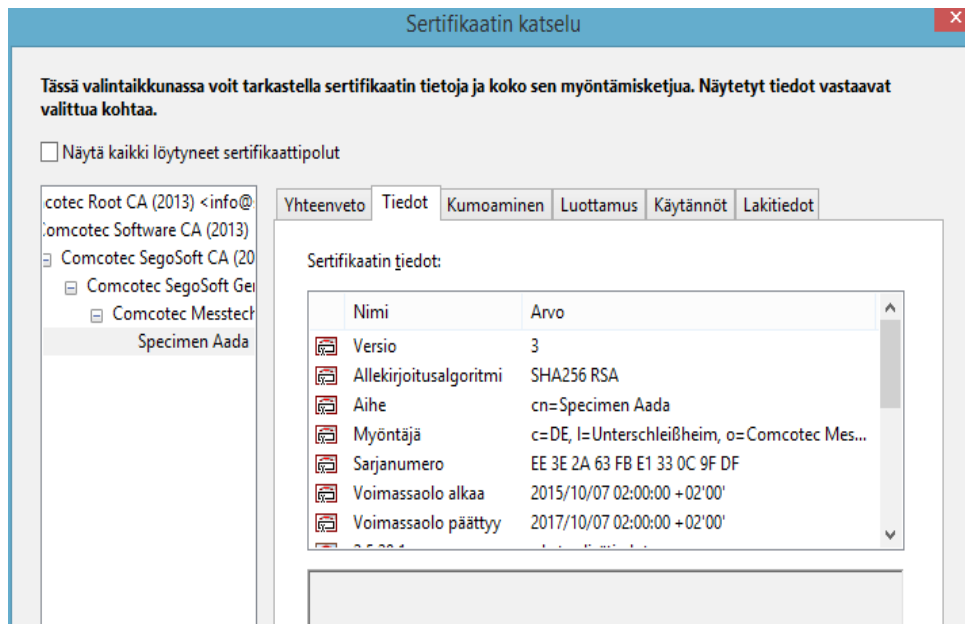 Sertifikaatin katselu
x
Tässä valintaikkunassa voit tarkastella sertifikaatin tietoja ja koko sen myöntämisketjua. Näytetyt tiedot vastaavat
valittua kohtaa.
Näytä kaikki löytyneet sertifikaattipolut
cotec Root CA (2013) <info@
Comcotec Software CA (2013)
Comcotec SegoSoft CA (20
Comcotec SegoSoft Ger
Comcotec Messtech
Specimen Aada
Yhteenveto Tiedot Kumoaminen Luottamus Käytännöt Lakitiedot
Sertifikaatin tiedot:
Nimi Arvo
Versio 3
Allekirjoitusalgoritmi SHA256 RSA
Aihe cn=Specimen Aada
Myöntäjä c=DE, l=Unterschleißheim, o=Comcotec Mes...
Sarjanumero EE 3E 2A 63 FB E1 33 0C 9F DF
Voimassaolo alkaa 2015/10/07 02:00:00 +02'00'
Voimassaolo päättyy 2017/10/07 02:00:00 +02'00'